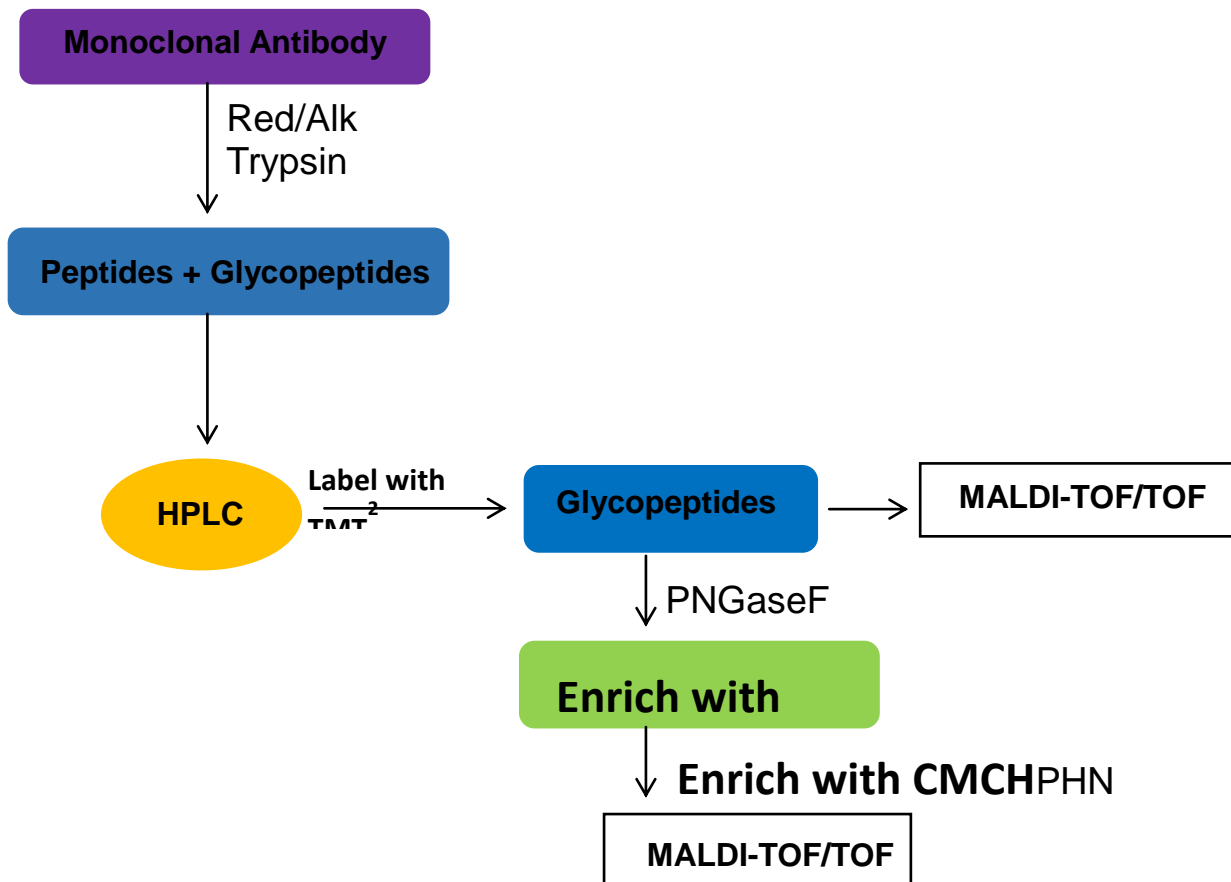 Monoclonal Antibody
Red/Alk
Trypsin
Peptides + Glycopeptides
HPLC
Label with
TMT²
Glycopeptides
MALDI-TOF/TOF
PNGaseF
Enrich with
Enrich with CMCHPHN
MALDI-TOF/TOF